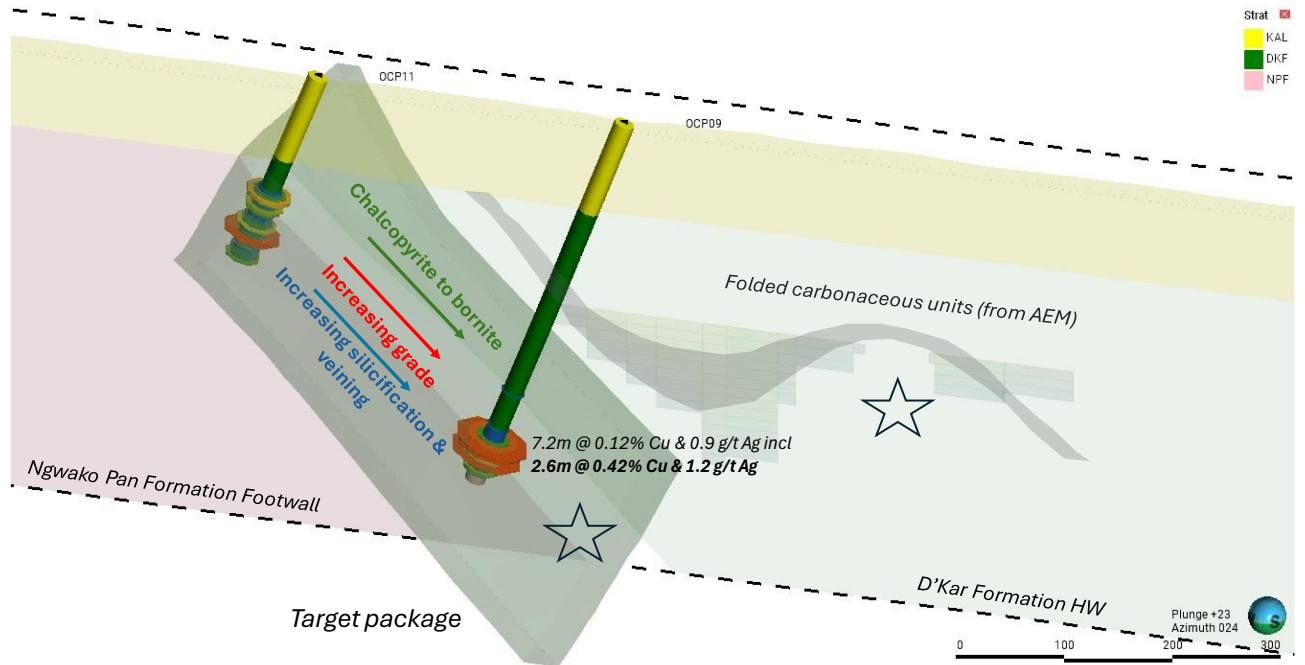 Strat
KAL
DKF
NPF
OCP11
OCP09
Chalcopyrite to bornite
Increasing grade
Increasing silicification &
veining
Folded carbonaceous units (from AEM)
7.2m @ 0.12% Cu & 0.9 g/t Ag incl
2.6m @ 0.42% Cu & 1.2 g/t Ag
Ngwako Pan Formation Footwall
D'Kar Formation HW
Target package
Plunge +23
Azimuth 024
S
0 100 200 300